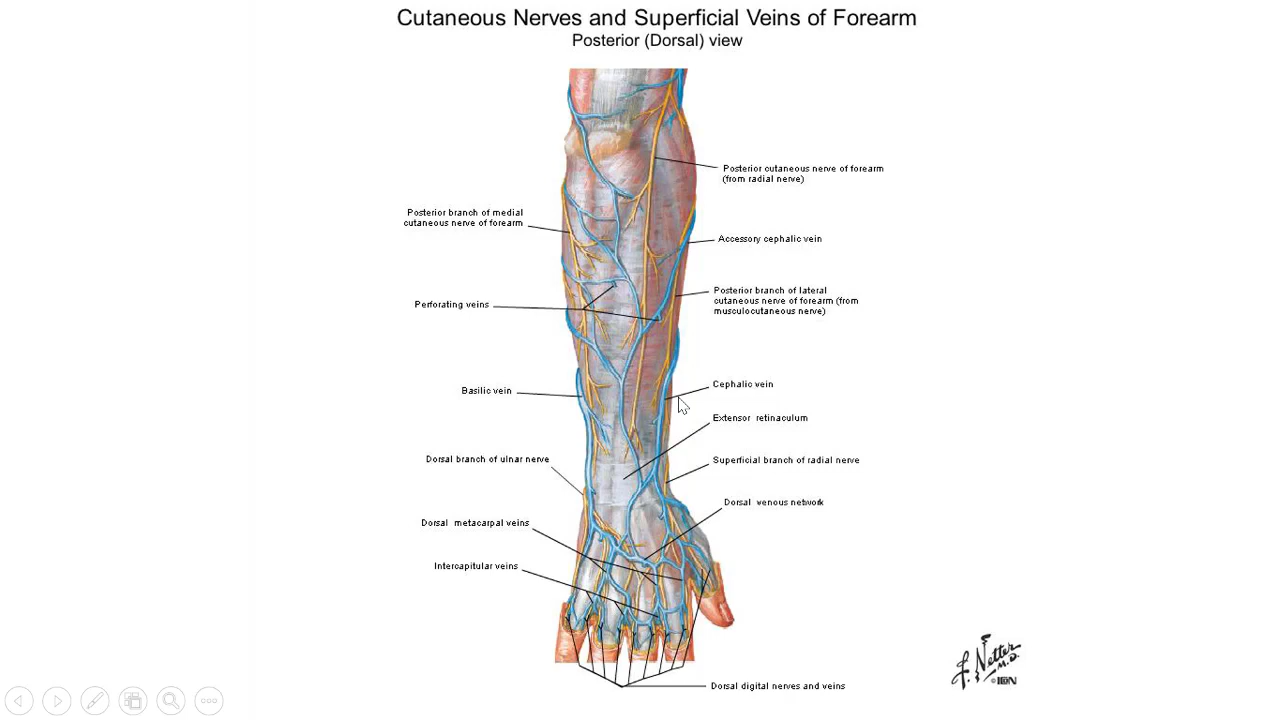 Cutaneous Nerves and Superficial Veins of Forearm
Posterior (Dorsal) view
Posterior cutaneous nerve of forearm
(from radial nerve)
Posterior branch of medial
cutaneous nerve of forearm
Accessory cephalic vein
Posterior branch of lateral
cutaneous nerve of forearm (from
musculocutaneous nerve)
Perforating veins
Cephalic vein
Basilic vein
Extensor retinaculum
Dorsal branch of ulnar nerve
Superficial branch of radial nerve
Dorsal venous network
Dorsal metacarpal veins
Intercapitular veins
F. Netter
M.D.
Dorsal digital nerves and veins